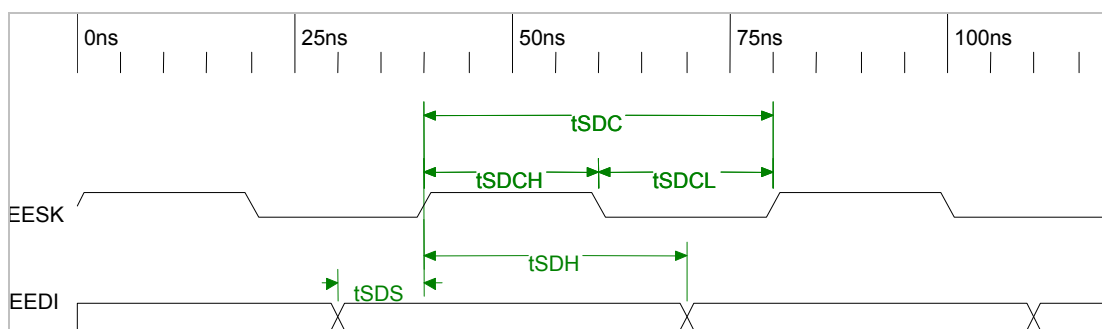 0ns 25ns 50ns 75ns 100ns
tSDC
tSDCH tSDCL
EESK
tSDH
tSDS
EEDI